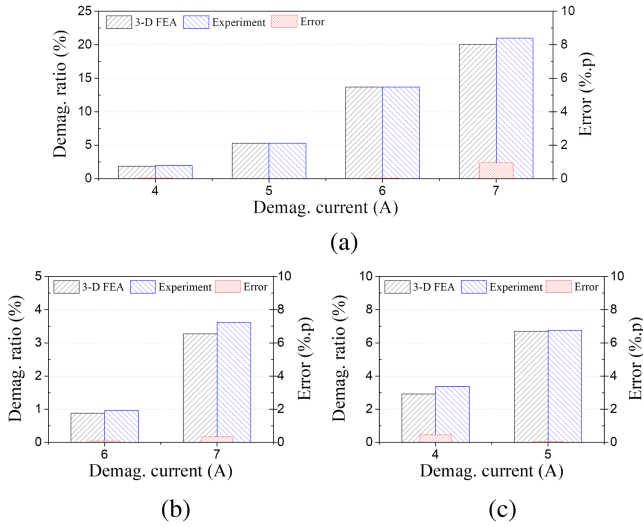 3-D FEA Experiment Error
Demag. ratio (%)
25
20
15
10
5
0
10
8
6
4
2
0
Error (%.p)
4 5 6 7
Demag. current (A)
(a)
3-D FEA Experiment Error
Demag. ratio (%)
5
4
3
2
1
0
10
8
6
4
2
0
Error (%.p)
6 7
Demag. current (A)
(b)
3-D FEA Experiment Error
Demag. ratio (%)
10
8
6
4
2
0
10
8
6
4
2
0
Error (%.p)
4 5
Demag. current (A)
(c)